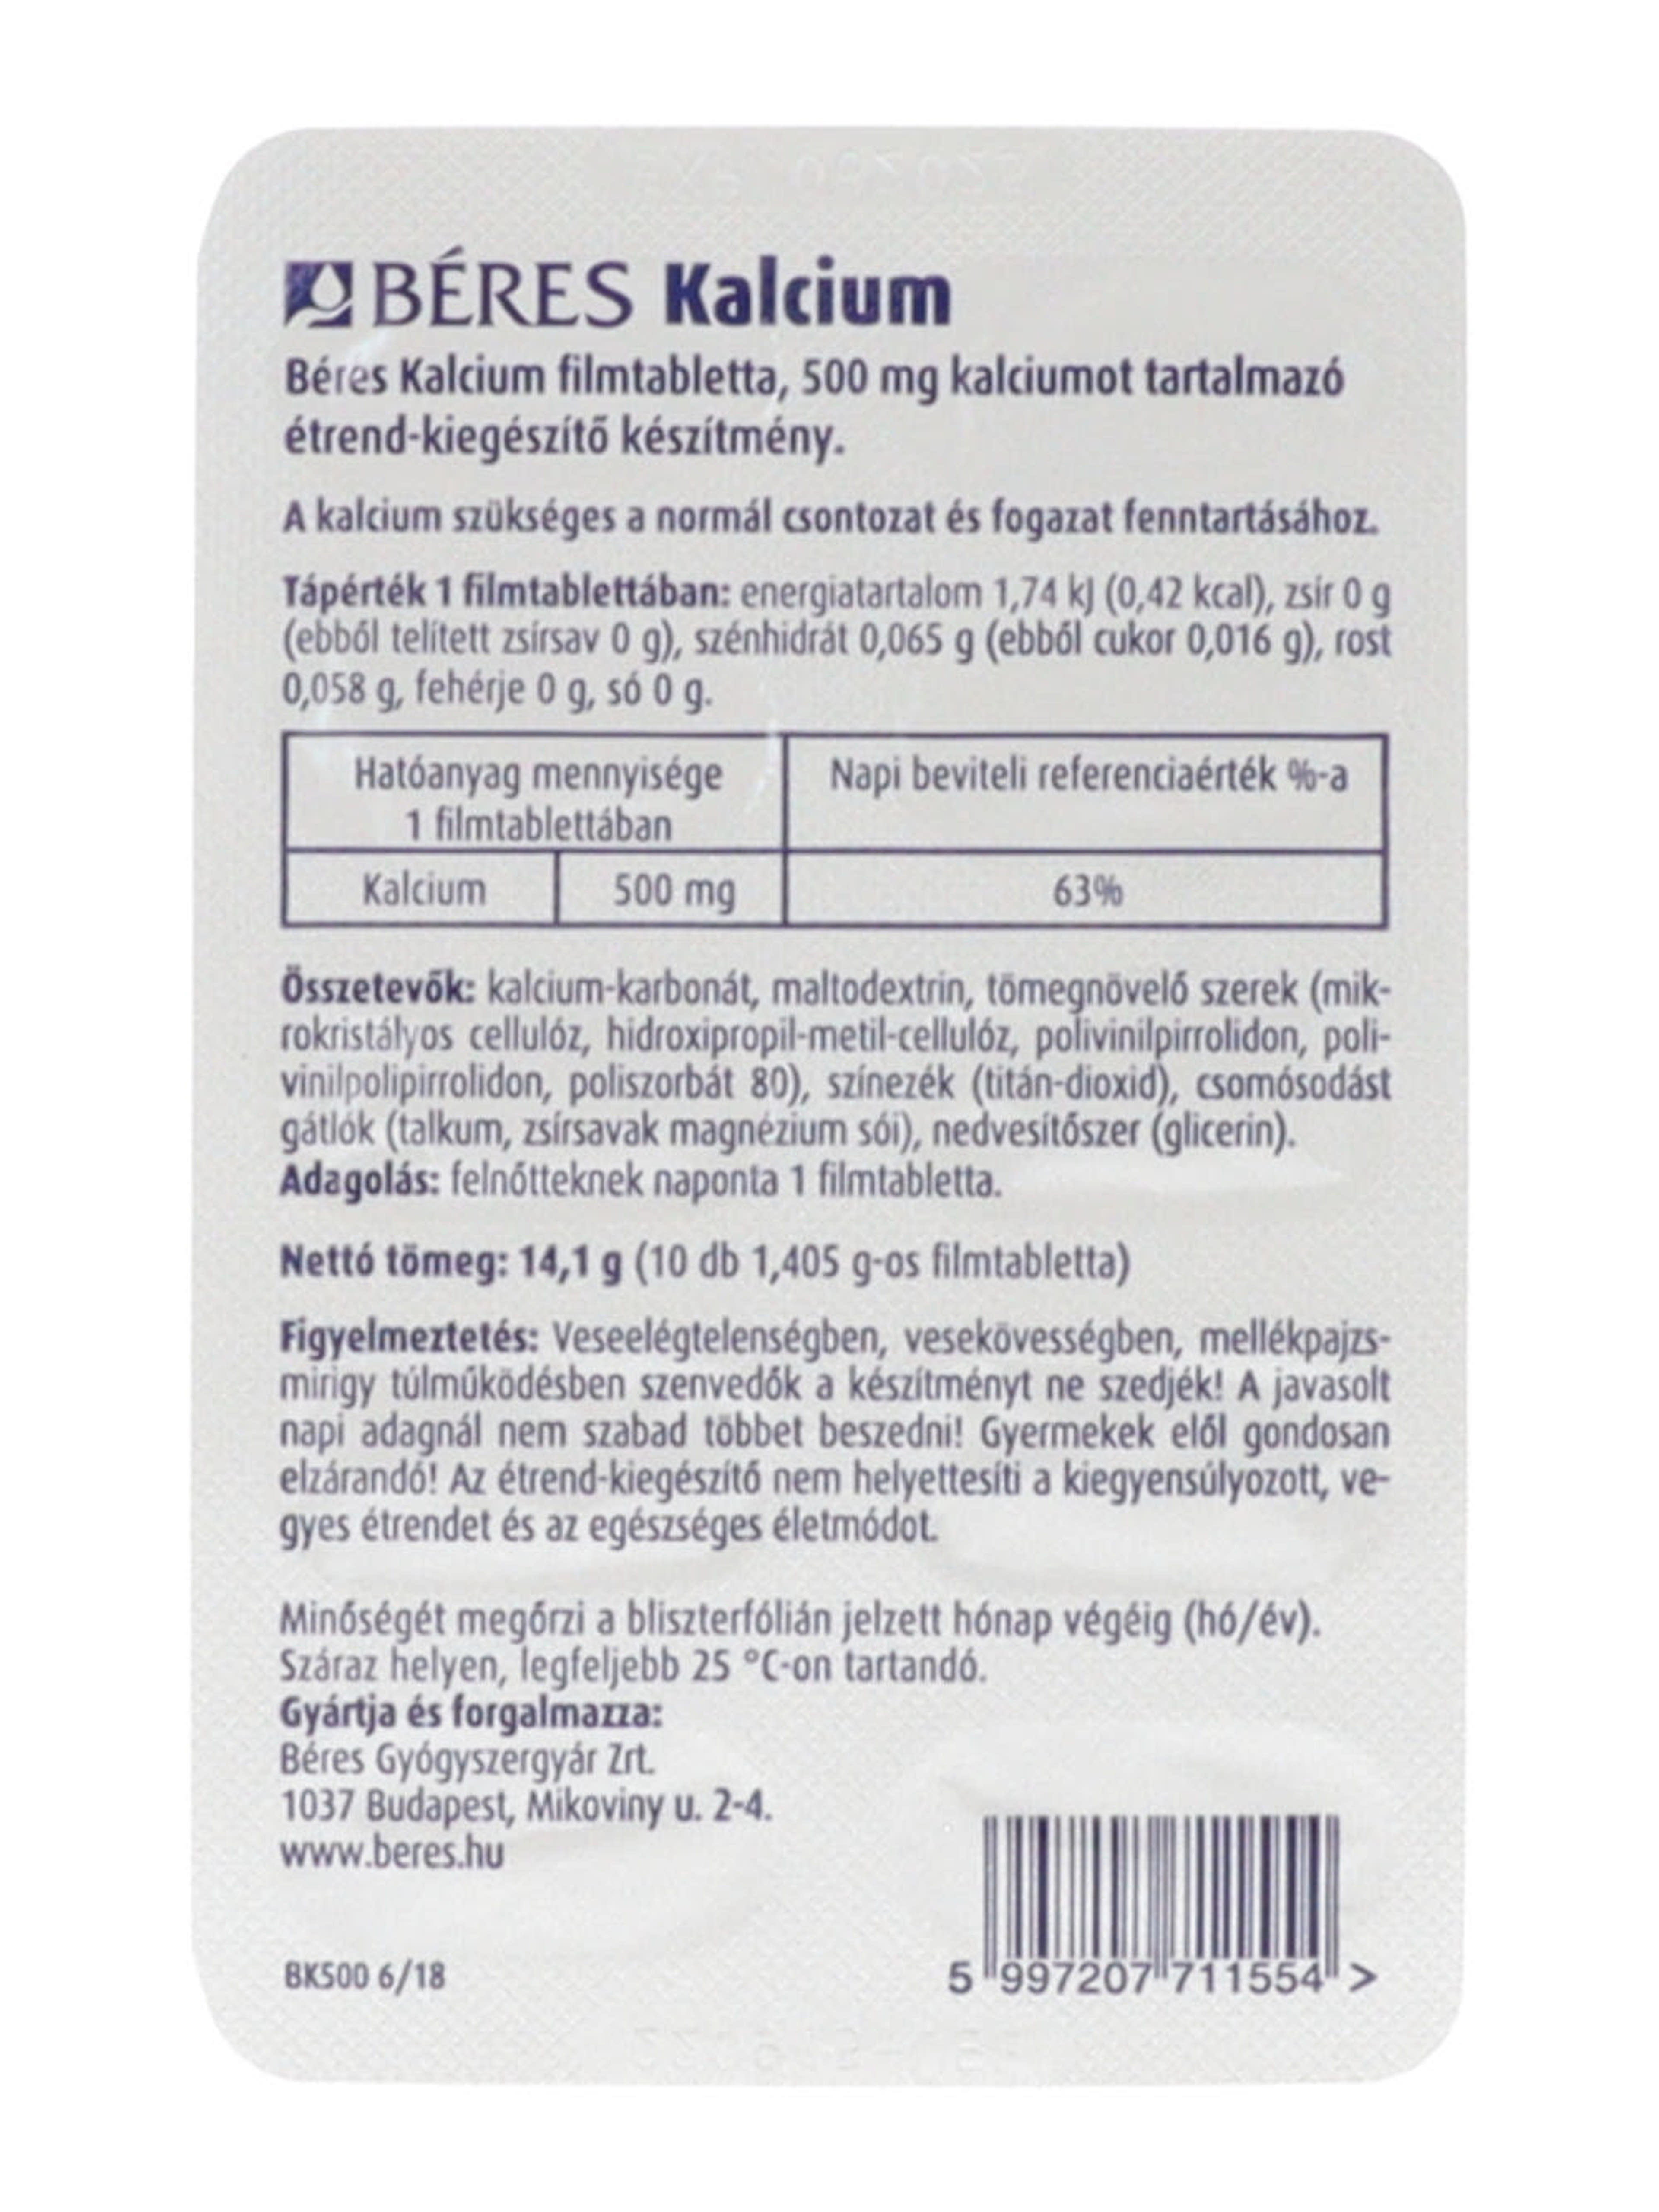 BÉRES Kalcium
Béres Kalcium filmtabletta, 500 mg kalciumot tartalmazó
étrend-kiegészítő készítmény.
A kalcium szükséges a normál csontozat és fogazat fenntartásához.
Tápérték 1 filmtablettában: energiatartalom 1,74 kJ (0,42 kcal), zsír 0 g
(ebből telített zsírsav 0 g), szénhidrát 0,065 g (ebből cukor 0,016 g), rost
0,058 g, fehérje 0 g, só 0 g.
Hatóanyag mennyisége
1 filmtablettában
Napi beviteli referenciaérték %-a
Kalcium 500 mg 63%
Összetevők: kalcium-karbonát, maltodextrin, tömegnövelő szerek (mik-
rokristályos cellulóz, hidroxipropil-metil-cellulóz, polivinilpirrolidon, poli-
vinilpolipirrolidon, poliszorbát 80), színezék (titán-dioxid), csomósodást
gátlók (talkum, zsírsavak magnézium sói), nedvesítőszer (glicerin).
Adagolás: felnőtteknek naponta 1 filmtabletta.
Nettó tömeg: 14,1 g (10 db 1,405 g-os filmtabletta)
Figyelmeztetés: Veseelégtelenségben, vesekövességben, mellékpajzs-
mirigy túlműködésben szenvedők a készítményt ne szedjék! A javasolt
napi adagnál nem szabad többet beszedni! Gyermekek elől gondosan
elzárandó! Az étrend-kiegészítő nem helyettesíti a kiegyensúlyozott, ve-
gyes étrendet és az egészséges életmódot.
Minőségét megőrzi a bliszterfólián jelzett hónap végéig (hó/év).
Száraz helyen, legfeljebb 25 °C-on tartandó.
Gyártja és forgalmazza:
Béres Gyógyszergyár Zrt.
1037 Budapest, Mikoviny u. 2-4.
www.beres.hu
BK500 6/18
5 997207 711554 >